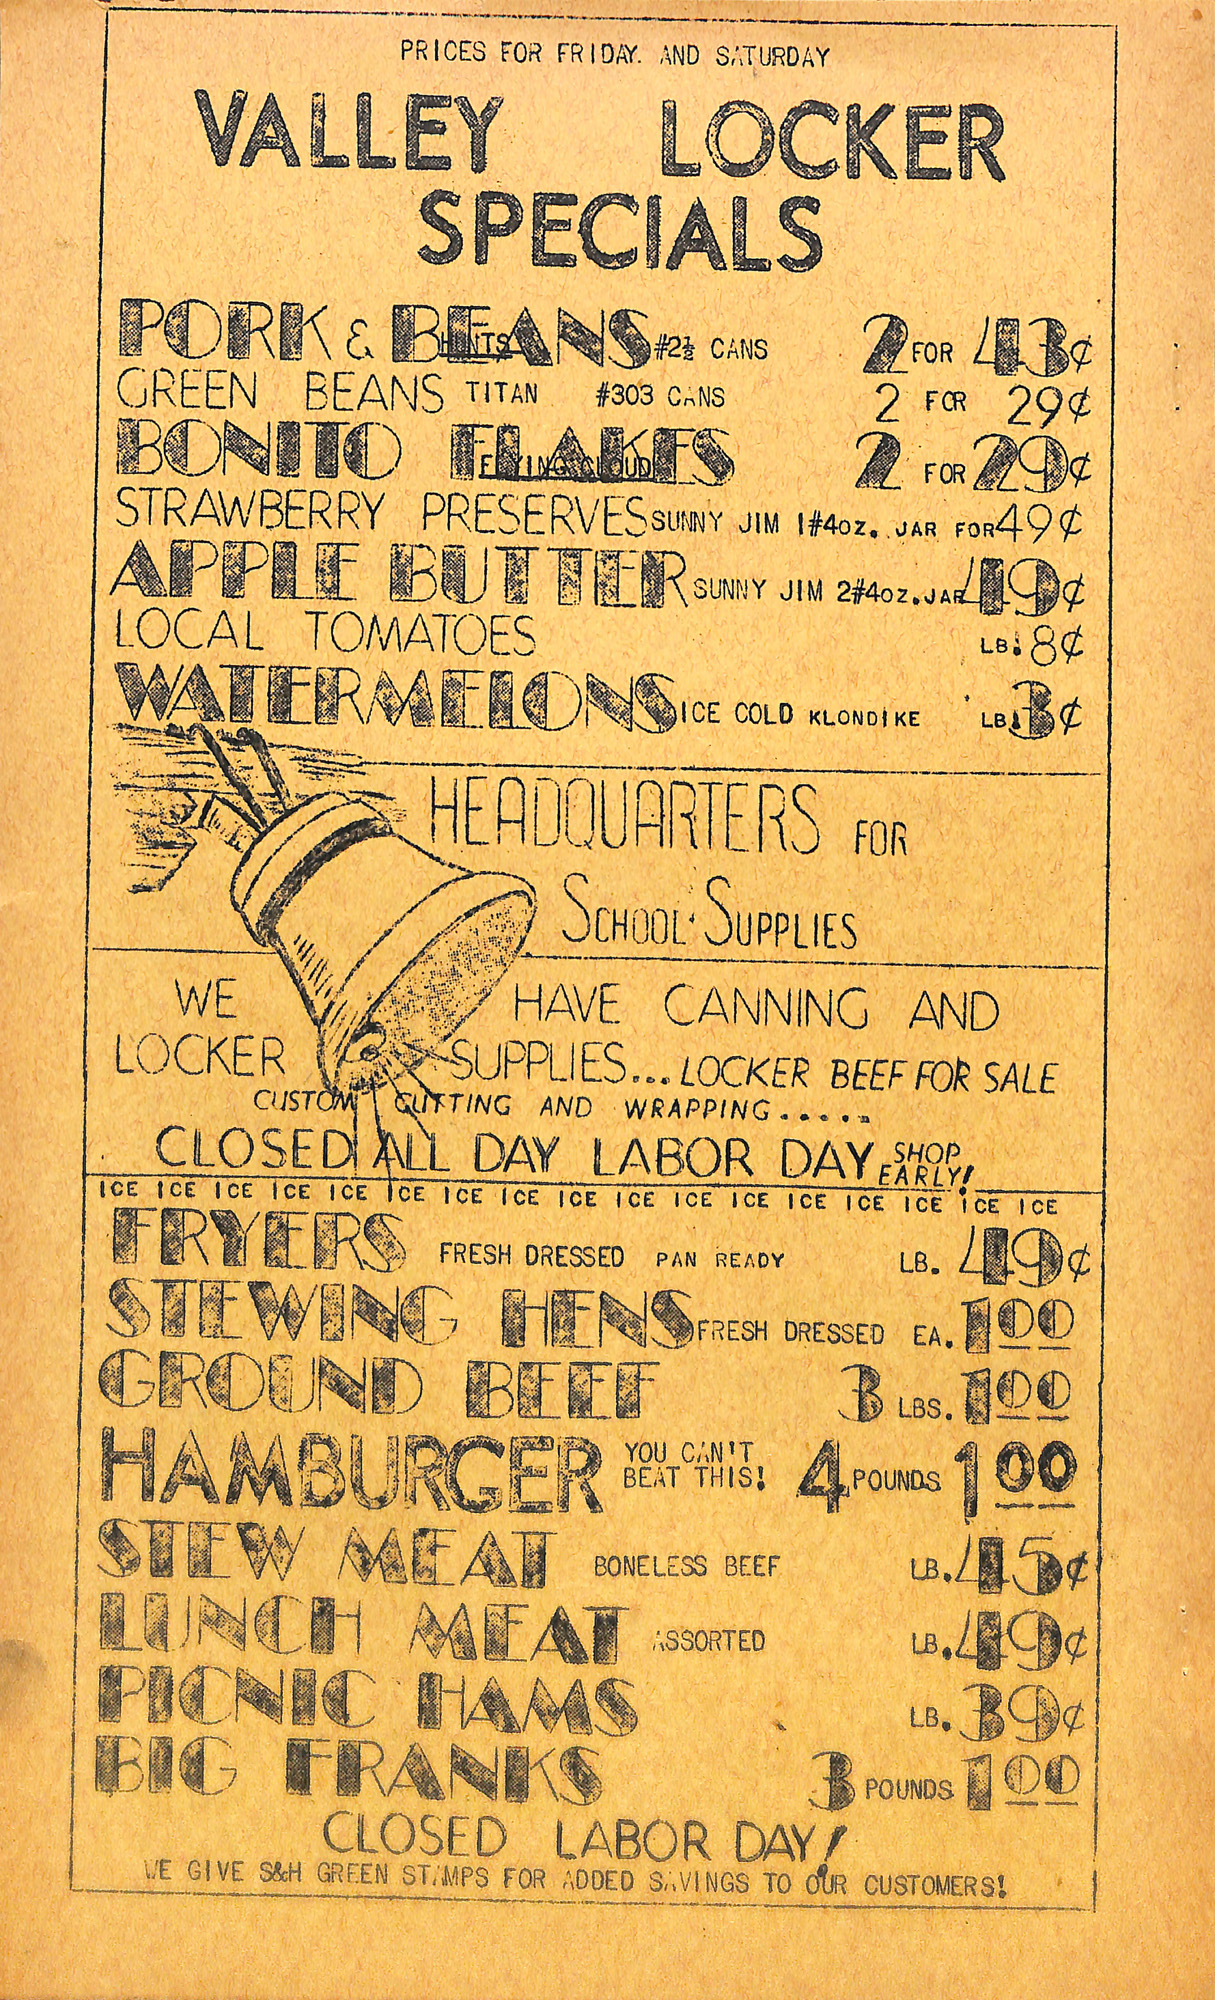 PRICES FOR FRIDAY. AND SATURDAY
VALLEY LOCKER
SPECIALS
PORK & BEANS HUNTS #2½ CANS 2 FOR 43¢
GREEN BEANS TITAN #303 CANS 2 FOR 29¢
BONITO FLAKES FLYING CLOUD 2 FOR 29¢
STRAWBERRY PRESERVES SUNNY JIM 1#4OZ. JAR FOR 49¢
APPLE BUTTER SUNNY JIM 2#4OZ. JAR 49¢
LOCAL TOMATOES LB. 8¢
WATERMELONS ICE COLD KLONDIKE LB. 3¢
HEADQUARTERS FOR
SCHOOL SUPPLIES
WE HAVE CANNING AND
LOCKER SUPPLIES... LOCKER BEEF FOR SALE
CUSTOM CUTTING AND WRAPPING.....
CLOSED ALL DAY LABOR DAY SHOP EARLY!
ICE ICE ICE ICE ICE ICE ICE ICE ICE ICE ICE ICE ICE ICE ICE ICE ICE
FRYERS FRESH DRESSED PAN READY LB. 49¢
STEWING HENS FRESH DRESSED EA. 1 00
GROUND BEEF 3 LBS. 1 00
HAMBURGER YOU CAN'T BEAT THIS! 4 POUNDS 1 00
STEW MEAT BONELESS BEEF LB. 45¢
LUNCH MEAT ASSORTED LB. 49¢
PICNIC HAMS LB. 39¢
BIG FRANKS 3 POUNDS 1 00
CLOSED LABOR DAY!
WE GIVE S&H GREEN STAMPS FOR ADDED SAVINGS TO OUR CUSTOMERS!